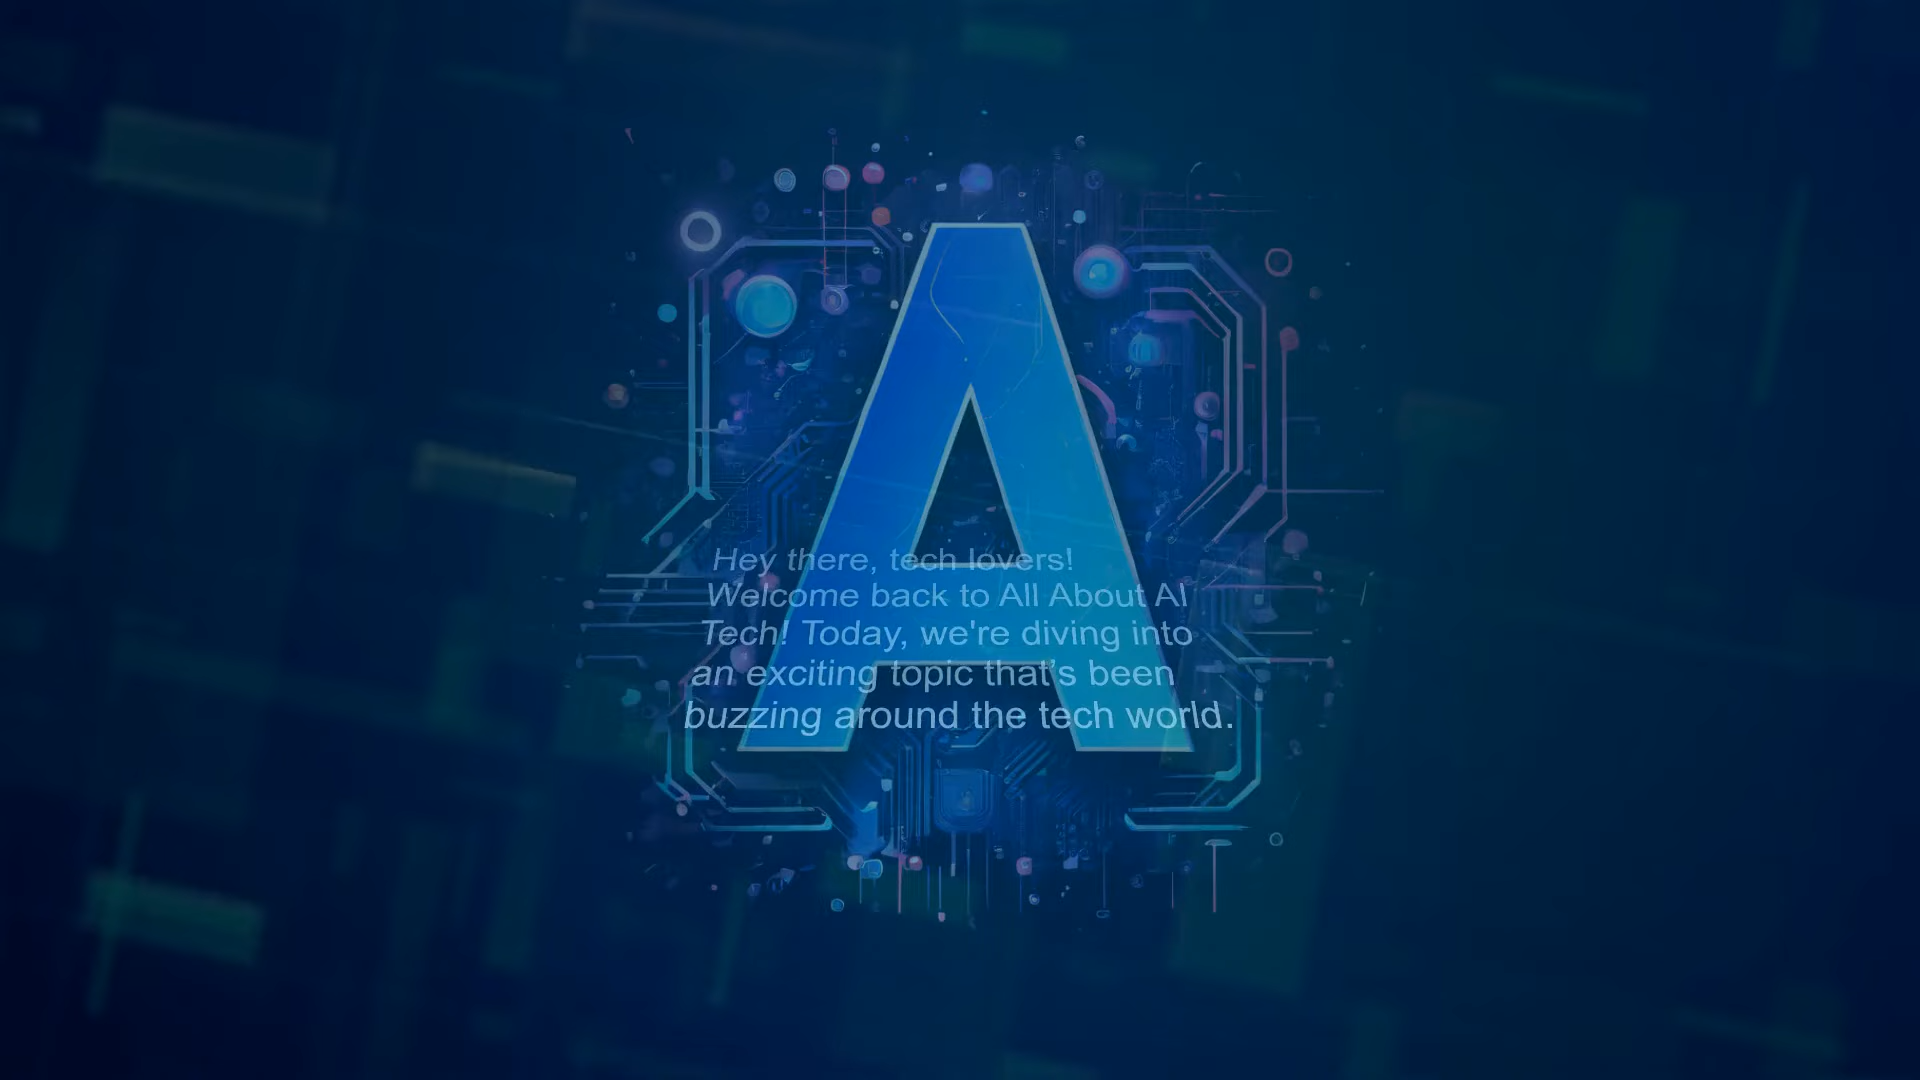 A
Hey there, tech lovers!
Welcome back to All About AI
Tech! Today, we're diving into
an exciting topic that's been
buzzing around the tech world.